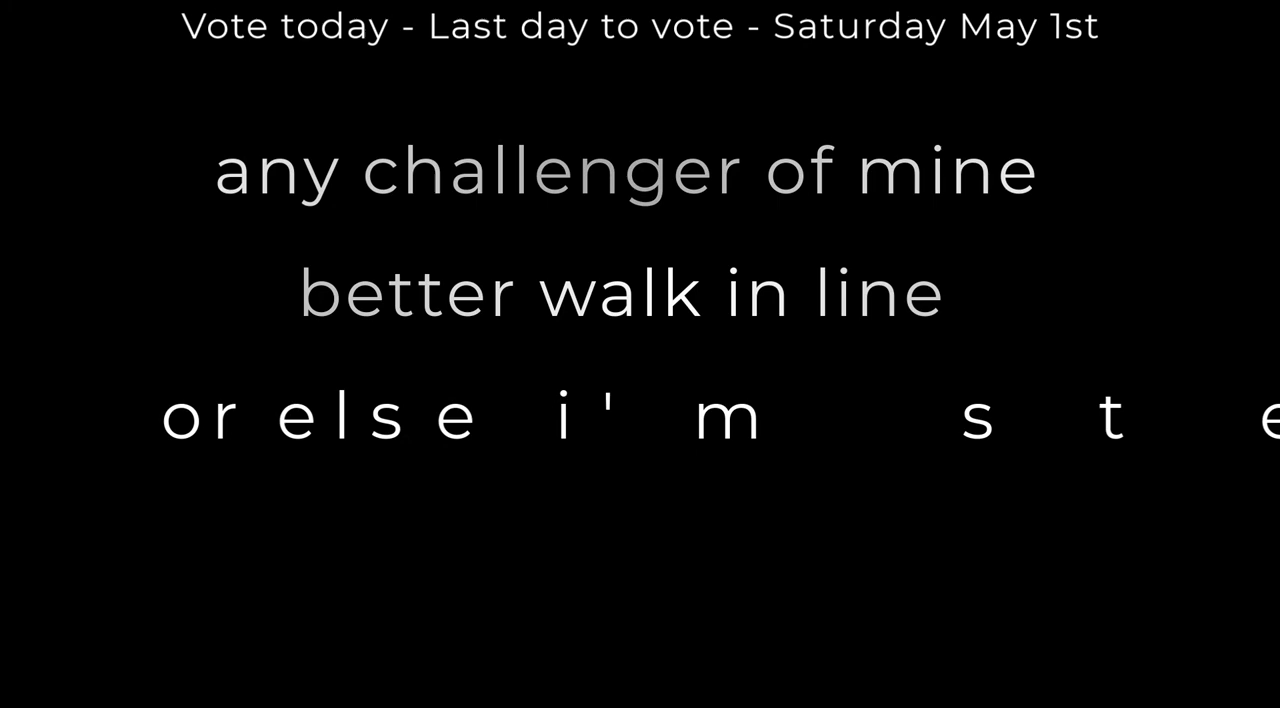 Vote today - Last day to vote - Saturday May 1st
any challenger of mine
better walk in line
or else i'm ste